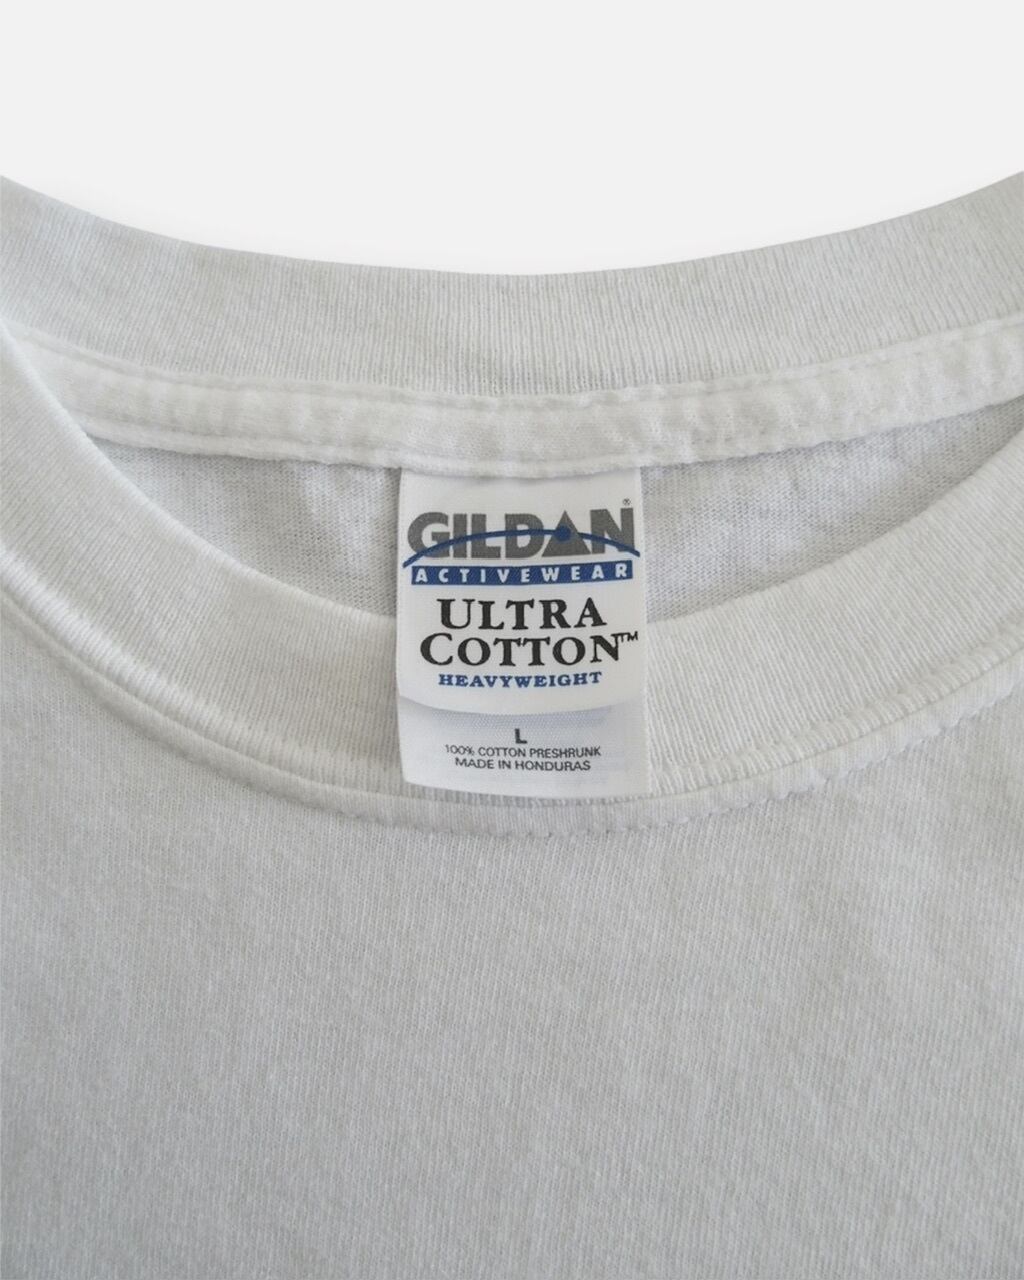 GILDAN®
ACTIVEWEAR
ULTRA
COTTON™
HEAVYWEIGHT
L
100% COTTON PRESHRUNK
MADE IN HONDURAS